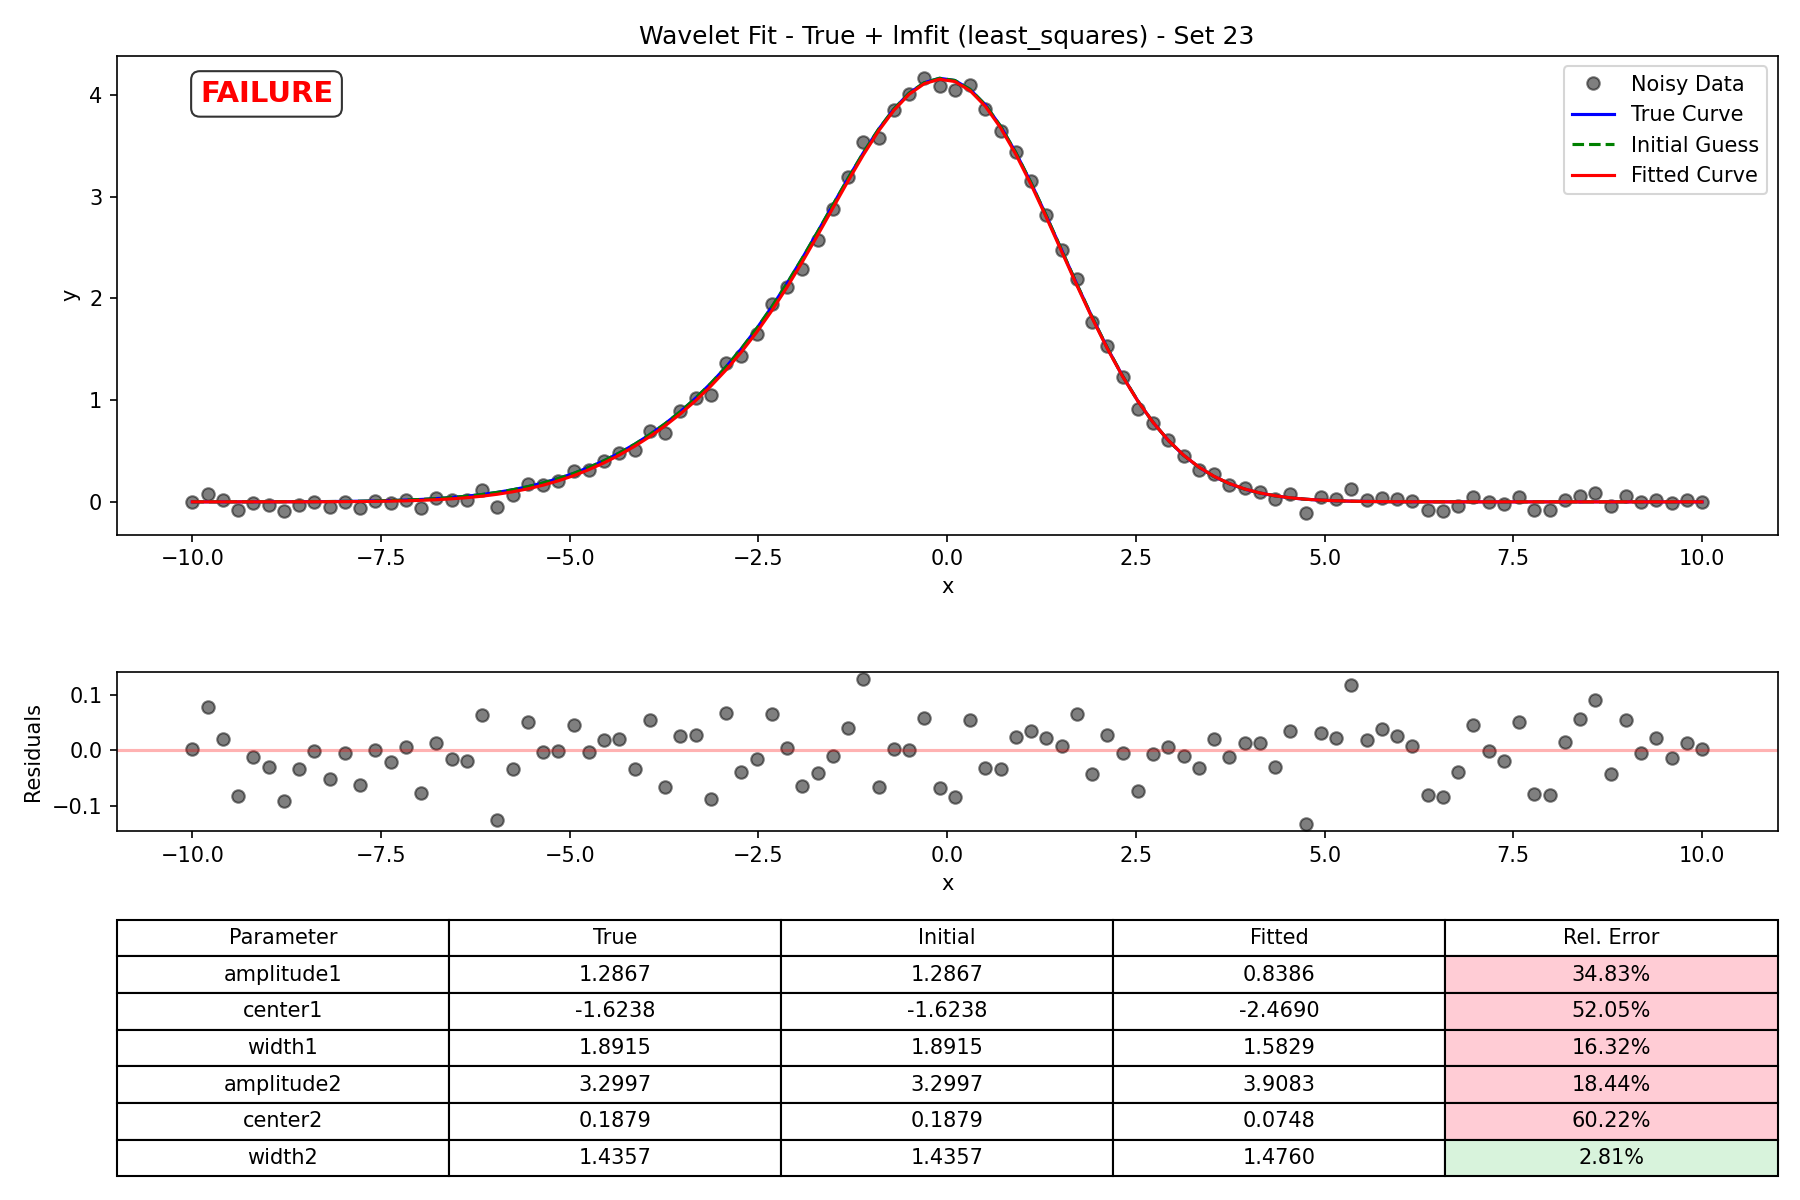 Wavelet Fit - True + lmfit (least_squares) - Set 23
FAILURE
Noisy Data
True Curve
Initial Guess
Fitted Curve
4
3
2
1
0
y
−10.0 −7.5 −5.0 −2.5 0.0 2.5 5.0 7.5 10.0
x
0.1
0.0
−0.1
Residuals
−10.0 −7.5 −5.0 −2.5 0.0 2.5 5.0 7.5 10.0
x
Parameter True Initial Fitted Rel. Error
amplitude1 1.2867 1.2867 0.8386 34.83%
center1 -1.6238 -1.6238 -2.4690 52.05%
width1 1.8915 1.8915 1.5829 16.32%
amplitude2 3.2997 3.2997 3.9083 18.44%
center2 0.1879 0.1879 0.0748 60.22%
width2 1.4357 1.4357 1.4760 2.81%